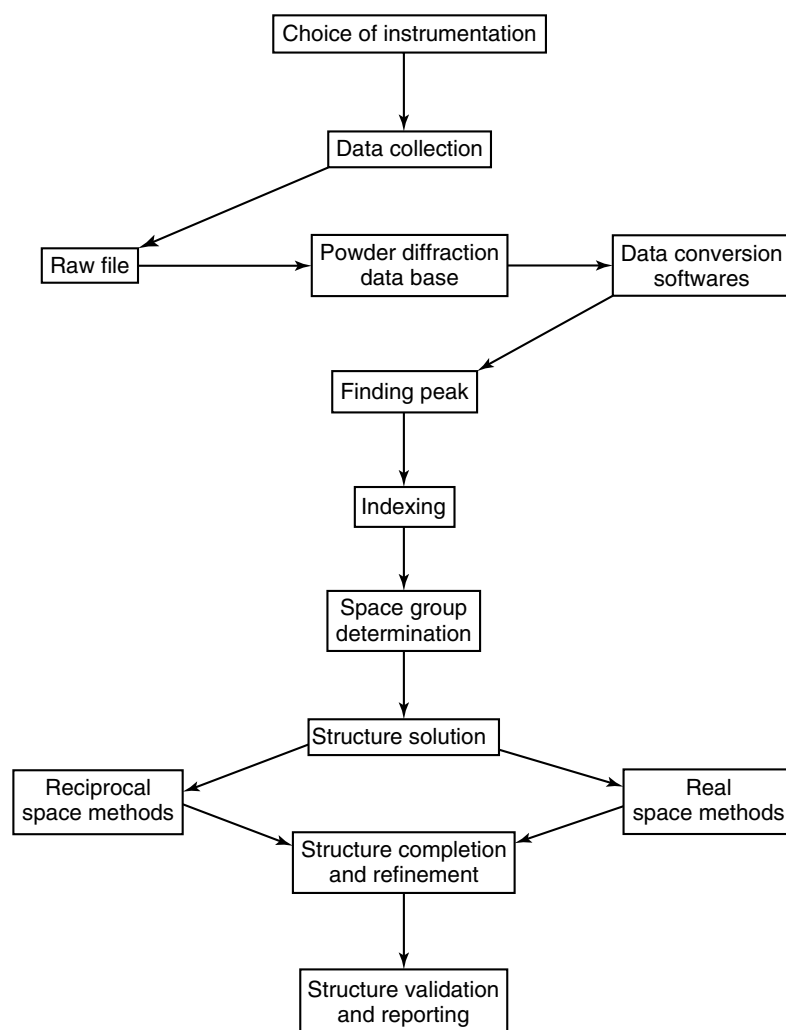 Choice of instrumentation
Data collection
Raw file
Powder diffraction
data base
Data conversion
softwares
Finding peak
Indexing
Space group
determination
Structure solution
Reciprocal
space methods
Real
space methods
Structure completion
and refinement
Structure validation
and reporting